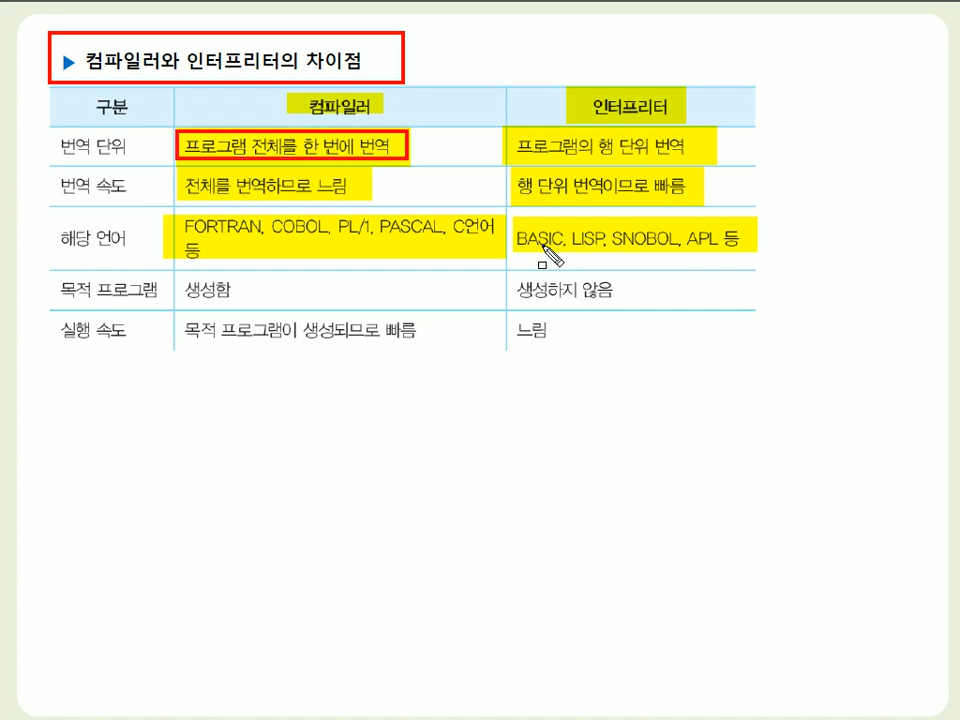 ▶ 컴파일러와 인터프리터의 차이점
구분 컴파일러 인터프리터
번역 단위 프로그램 전체를 한 번에 번역 프로그램의 행 단위 번역
번역 속도 전체를 번역하므로 느림 행 단위 번역이므로 빠름
해당 언어 FORTRAN, COBOL, PL/1, PASCAL, C언어
등 BASIC, LISP, SNOBOL, APL 등
목적 프로그램 생성함 생성하지 않음
실행 속도 목적 프로그램이 생성되므로 빠름 느림